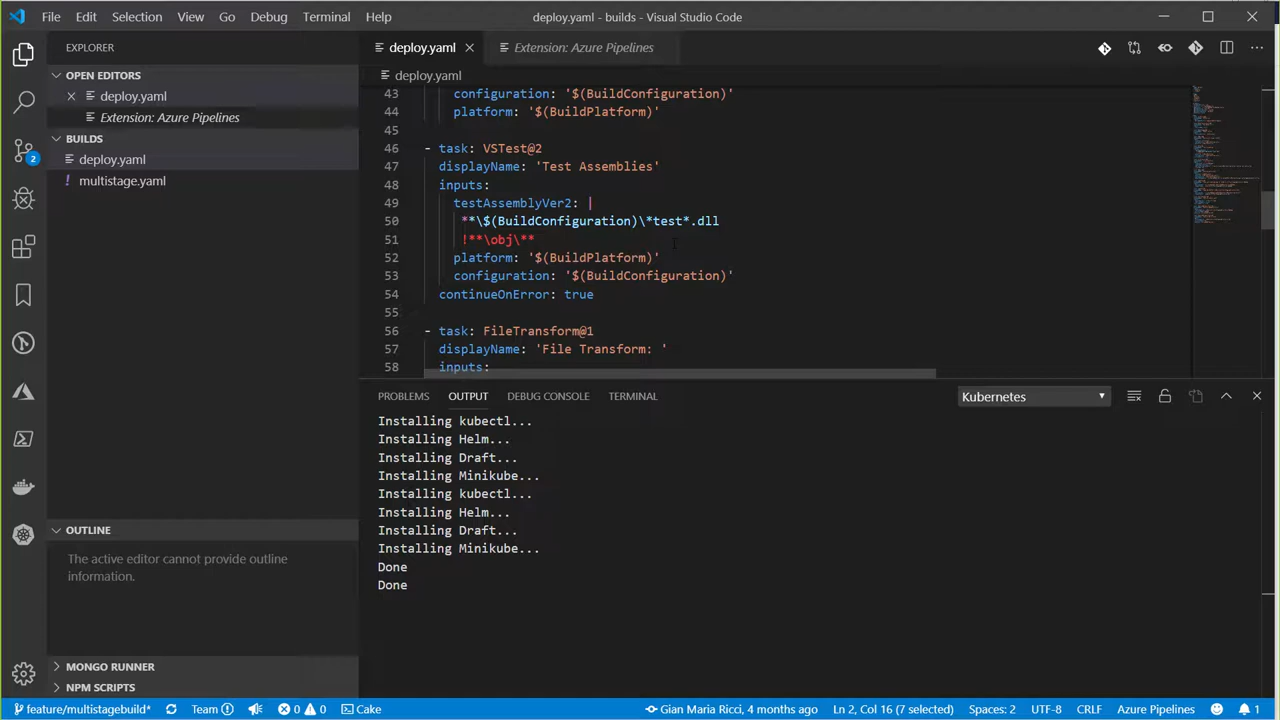 File Edit Selection View Go Debug Terminal Help deploy.yaml - builds - Visual Studio Code
EXPLORER
OPEN EDITORS
deploy.yaml
Extension: Azure Pipelines
BUILDS
deploy.yaml
! multistage.yaml
2
OUTLINE
The active editor cannot provide outline
information.
MONGO RUNNER
NPM SCRIPTS
deploy.yaml Extension: Azure Pipelines
deploy.yaml
43 configuration: '$(BuildConfiguration)'
44 platform: '$(BuildPlatform)'
45
46 - task: VSTest@2
47 displayName: 'Test Assemblies'
48 inputs:
49 testAssemblyVer2: |
50 **\$(BuildConfiguration)\*test*.dll
51 !**\obj\**
52 platform: '$(BuildPlatform)'
53 configuration: '$(BuildConfiguration)'
54 continueOnError: true
55
56 - task: FileTransform@1
57 displayName: 'File Transform: '
58 inputs:
PROBLEMS OUTPUT DEBUG CONSOLE TERMINAL Kubernetes
Installing kubectl...
Installing Helm...
Installing Draft...
Installing Minikube...
Installing kubectl...
Installing Helm...
Installing Draft...
Installing Minikube...
Done
Done
feature/multistagebuild* Team 0 0 Cake Gian Maria Ricci, 4 months ago Ln 2, Col 16 (7 selected) Spaces: 2 UTF-8 CRLF Azure Pipelines 1